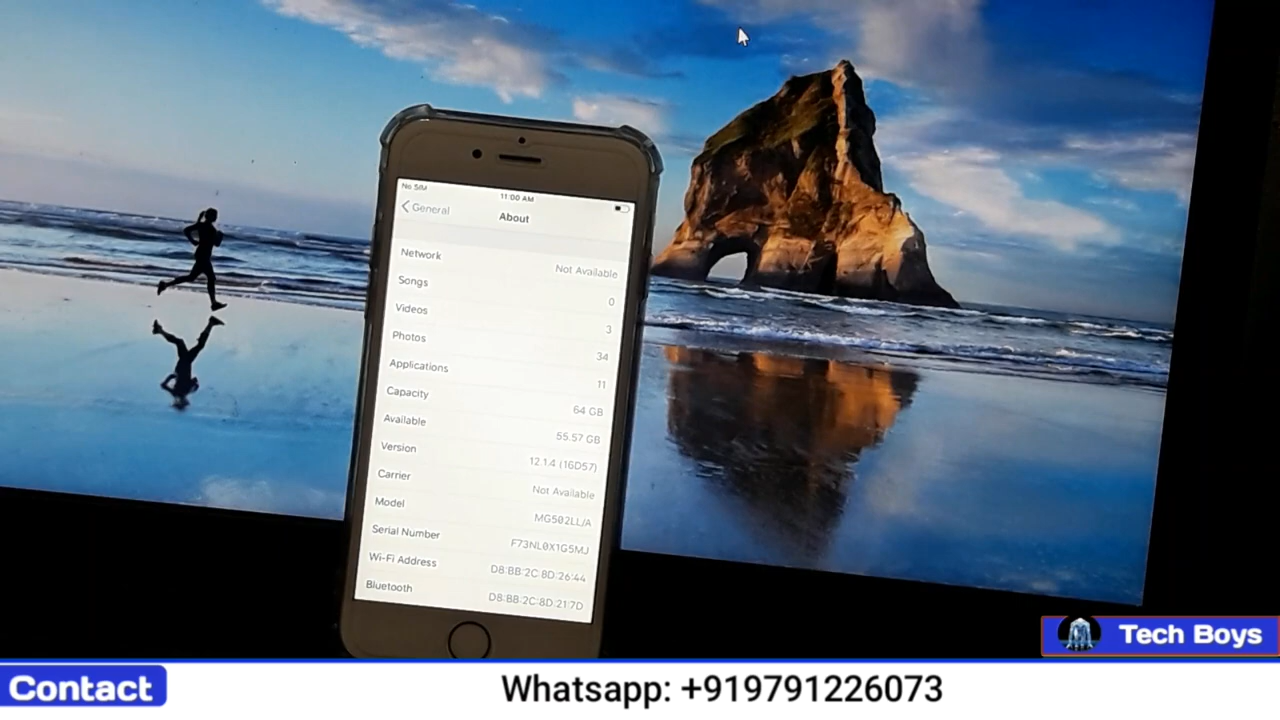 No SIM
11:00 AM
General
About
Network Not Available
Songs 0
Videos 3
Photos 34
Applications 11
Capacity 64 GB
Available 55.57 GB
Version 12.1.4 (16D57)
Carrier Not Available
Model MG502LL/A
Serial Number F73NL0X1G5MJ
Wi-Fi Address D8:BB:2C:8D:26:44
Bluetooth D8:BB:2C:8D:21:7D
Tech Boys
Contact
Whatsapp: +919791226073